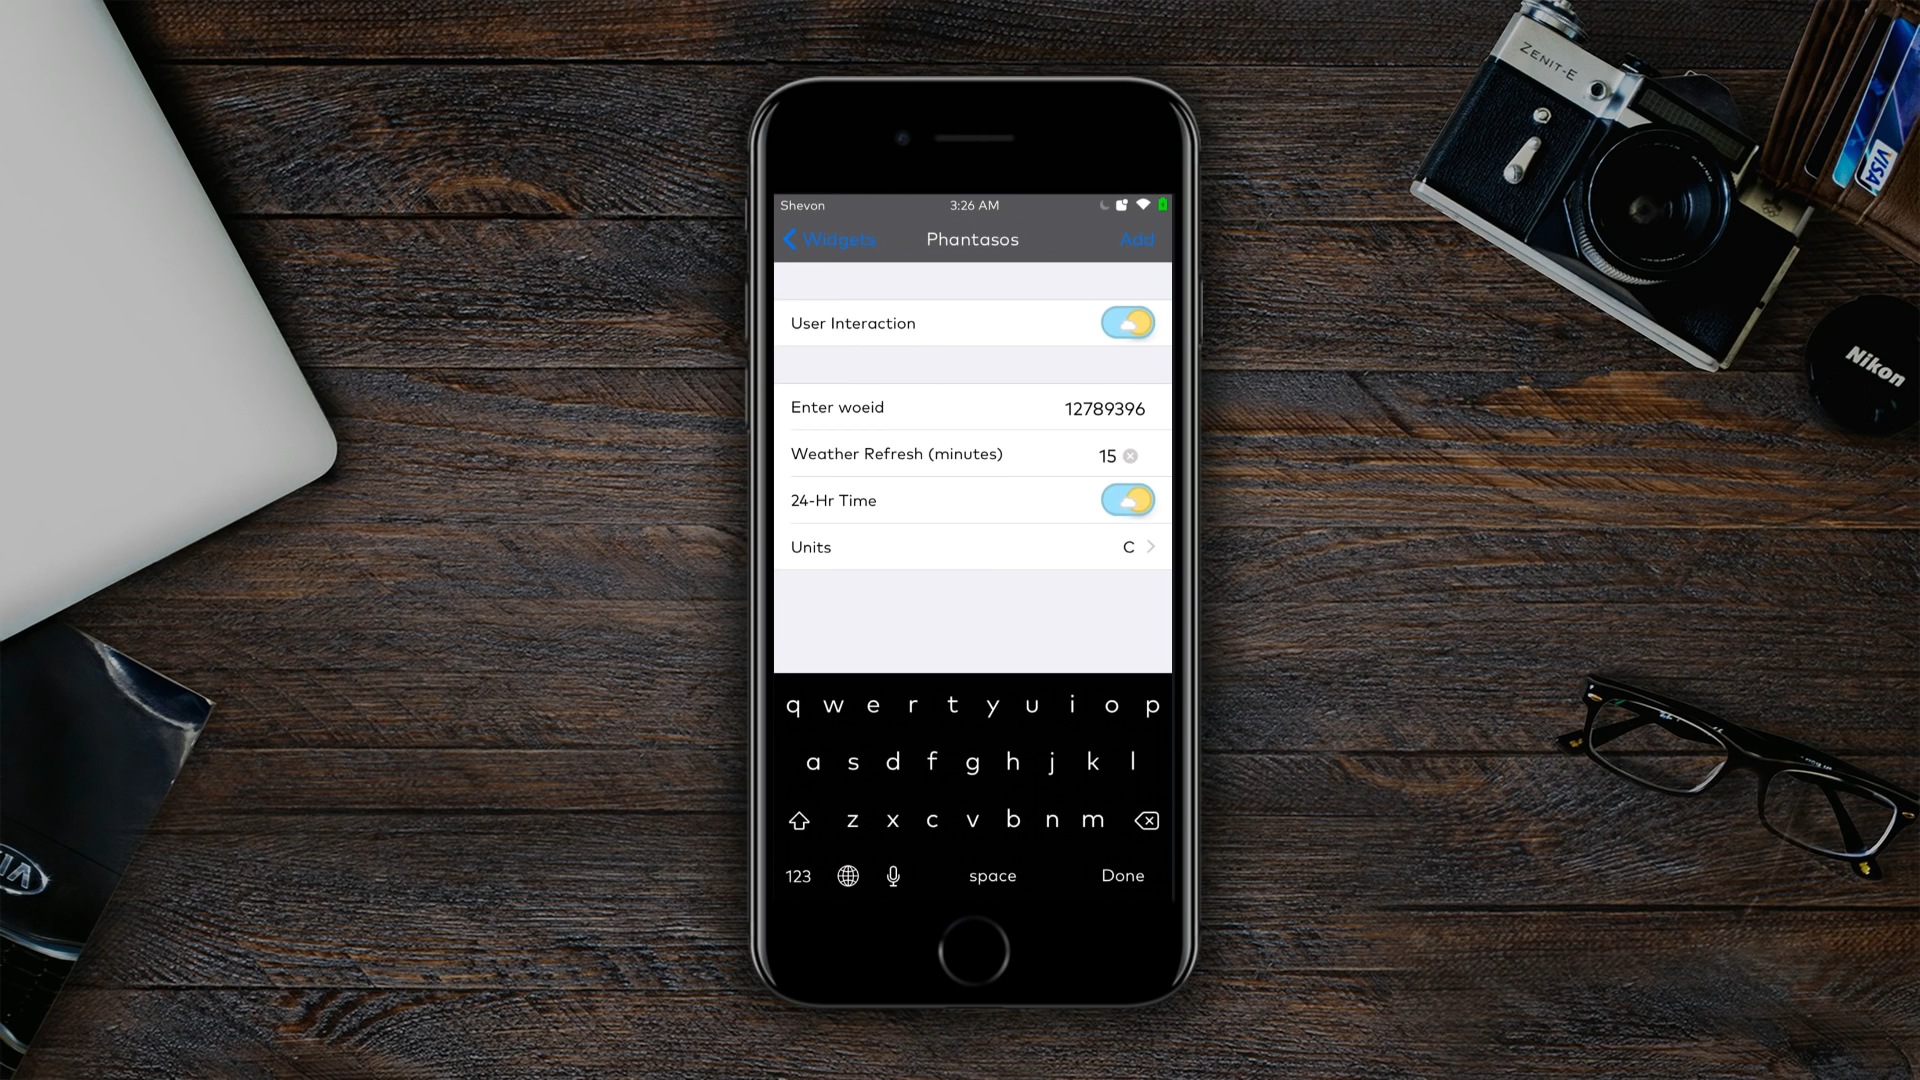 ZENIT-E
VISA
Nikon
Shevon 3:26 AM
Widgets Phantasos Add
User Interaction
Enter woeid 12789396
Weather Refresh (minutes) 15
24-Hr Time
Units C
q w e r t y u i o p
a s d f g h j k l
z x c v b n m
123 space Done